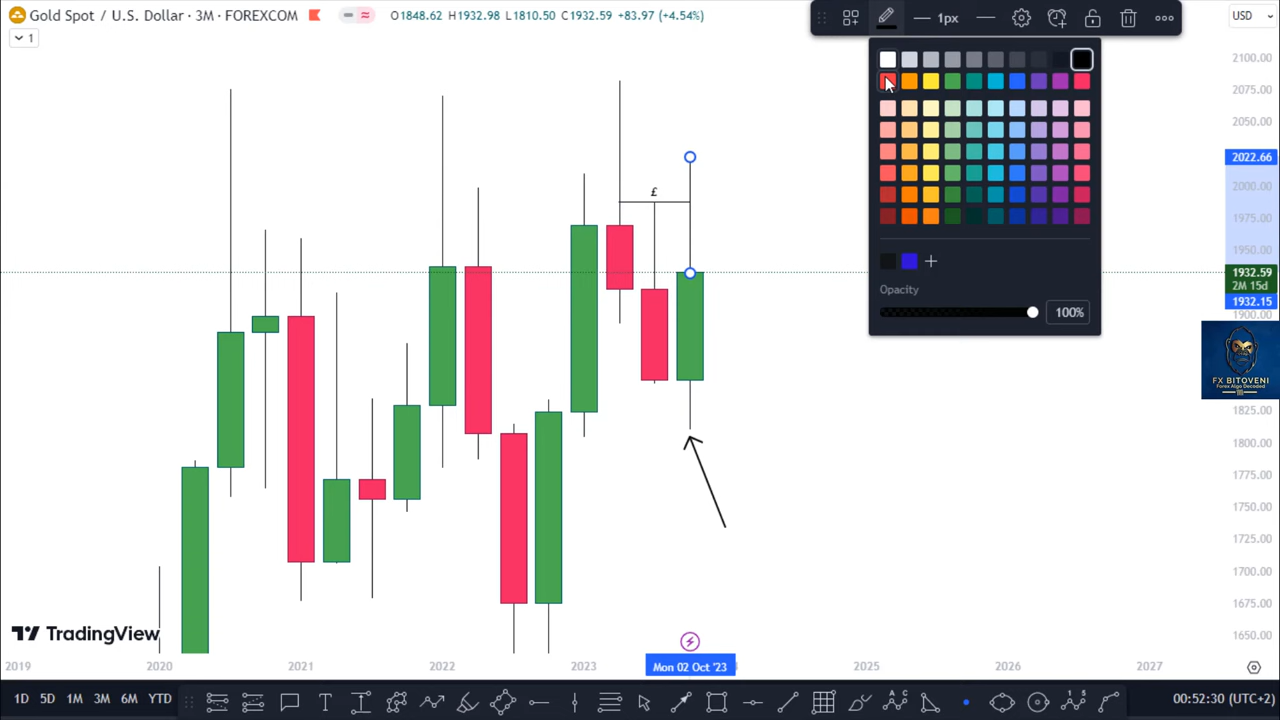 Gold Spot / U.S. Dollar · 3M · FOREXCOM
O1848.62 H1932.98 L1810.50 C1932.59 +83.97 (+4.54%)
1px
USD
1
2100.00
2075.00
2050.00
2022.66
2000.00
1975.00
1950.00
1932.59
2M 15d
1932.15
1900.00
1825.00
1800.00
1775.00
1750.00
1725.00
1700.00
1675.00
1650.00
£
Opacity
100%
FX BITOVENI
Forex Algo Decoded
TradingView
2019
2020
2021
2022
2023
Mon 02 Oct '23
2025
2026
2027
1D 5D 1M 3M 6M YTD
00:52:30 (UTC+2)